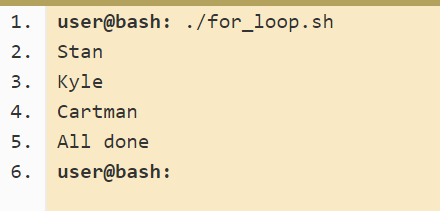 1. user@bash: ./for_loop.sh
2. Stan
3. Kyle
4. Cartman
5. All done
6. user@bash: